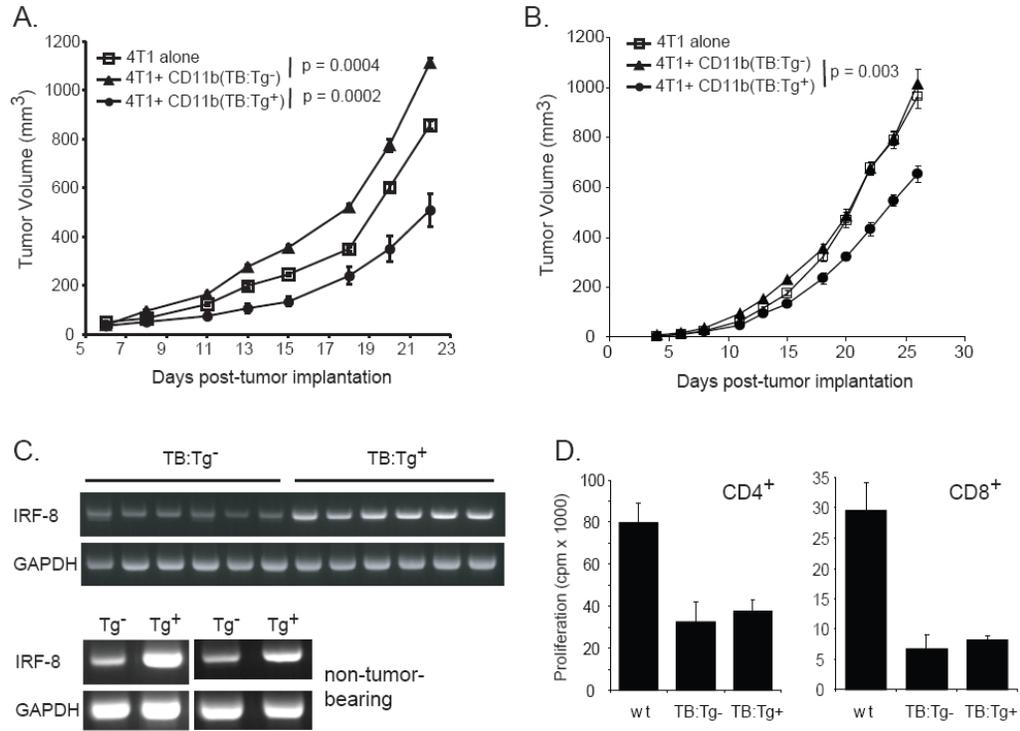 A.
1200
1000
800
600
400
200
0
Tumor Volume (mm3)
4T1 alone
4T1+ CD11b(TB:Tg-)
4T1+ CD11b(TB:Tg+)
p = 0.0004
p = 0.0002
5 7 9 11 13 15 17 19 21 23
Days post-tumor implantation
B.
1200
1000
800
600
400
200
0
Tumor Volume (mm3)
4T1 alone
4T1+ CD11b(TB:Tg-)
4T1+ CD11b(TB:Tg+)
p = 0.003
0 5 10 15 20 25 30
Days post-tumor implantation
C.
TB:Tg- TB:Tg+
IRF-8
GAPDH
Tg- Tg+ Tg- Tg+
IRF-8
GAPDH
non-tumor-
bearing
D.
Proliferation (cpm x 1000)
100
80
60
40
20
0
CD4+
wt TB:Tg- TB:Tg+
35
30
25
20
15
10
5
0
CD8+
wt TB:Tg- TB:Tg+